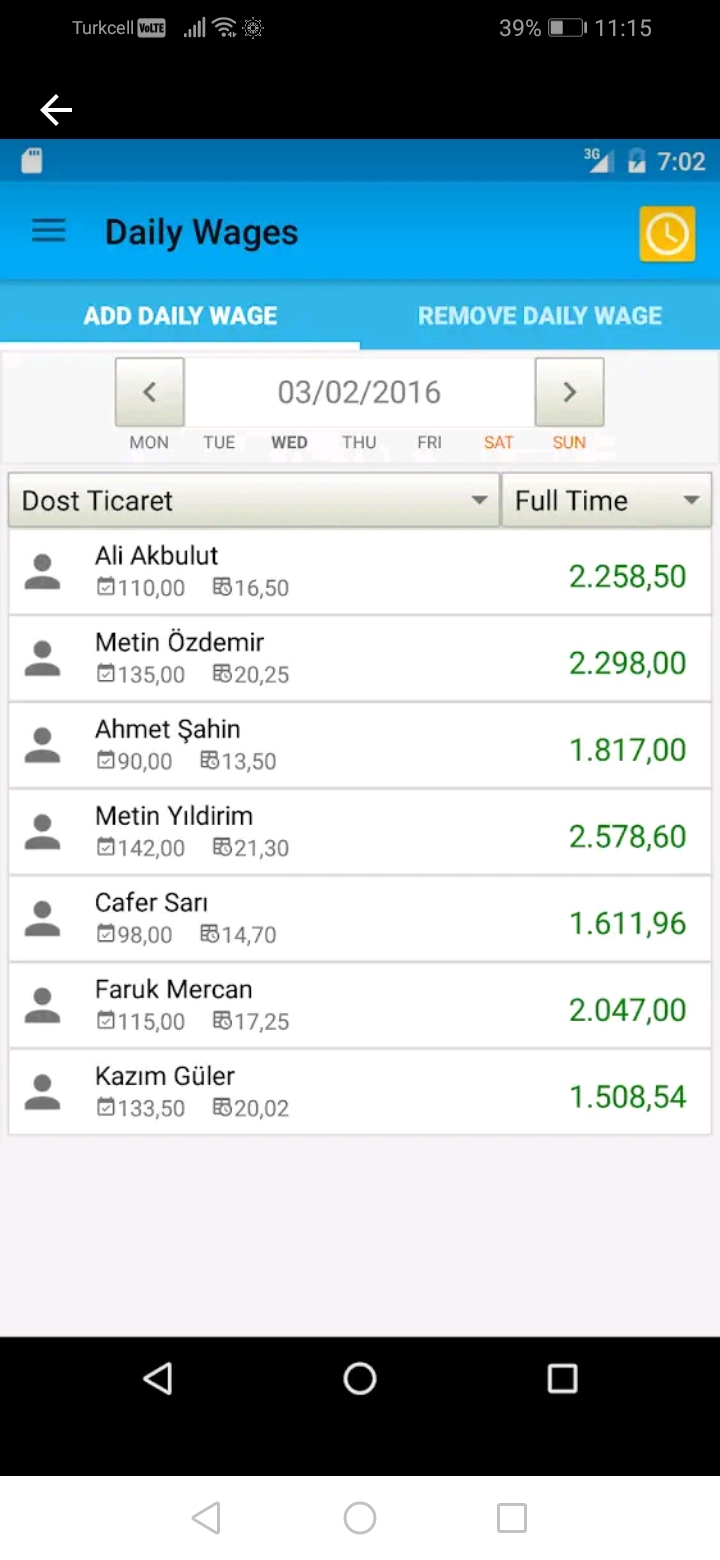 Turkcell VoLTE 39% 11:15
3G 7:02
Daily Wages
ADD DAILY WAGE REMOVE DAILY WAGE
03/02/2016
MON TUE WED THU FRI SAT SUN
Dost Ticaret Full Time
Ali Akbulut
110,00 16,50 2.258,50
Metin Özdemir
135,00 20,25 2.298,00
Ahmet Şahin
90,00 13,50 1.817,00
Metin Yıldirim
142,00 21,30 2.578,60
Cafer Sarı
98,00 14,70 1.611,96
Faruk Mercan
115,00 17,25 2.047,00
Kazım Güler
133,50 20,02 1.508,54